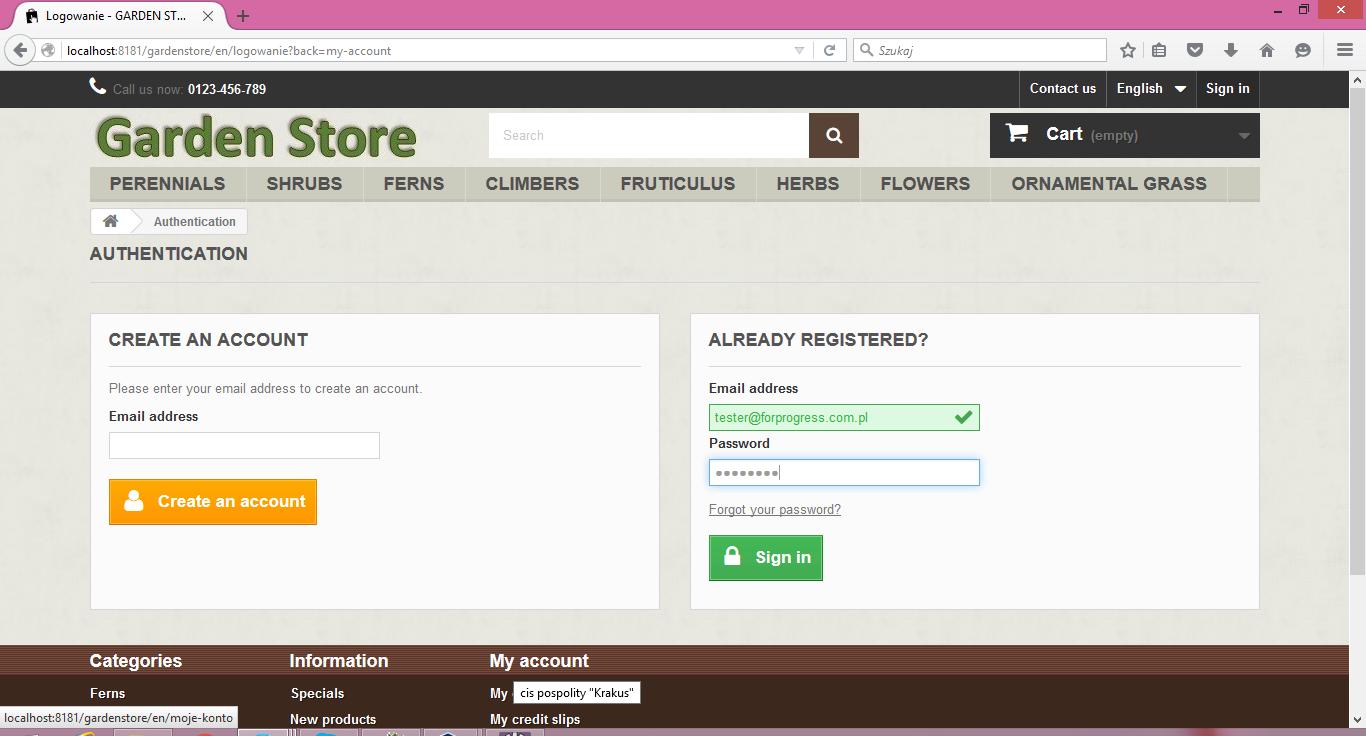 Logowanie - GARDEN ST...
localhost:8181/gardenstore/en/logowanie?back=my-account
Szukaj
Call us now: 0123-456-789
Contact us
English
Sign in
Garden Store
Search
Cart (empty)
PERENNIALS
SHRUBS
FERNS
CLIMBERS
FRUTICULUS
HERBS
FLOWERS
ORNAMENTAL GRASS
Authentication
AUTHENTICATION
CREATE AN ACCOUNT
Please enter your email address to create an account.
Email address
Create an account
ALREADY REGISTERED?
Email address
tester@forprogress.com.pl
Password
●●●●●●●●
Forgot your password?
Sign in
Categories
Information
My account
Ferns
Specials
My
cis pospolity "Krakus"
localhost:8181/gardenstore/en/moje-konto
New products
My credit slips